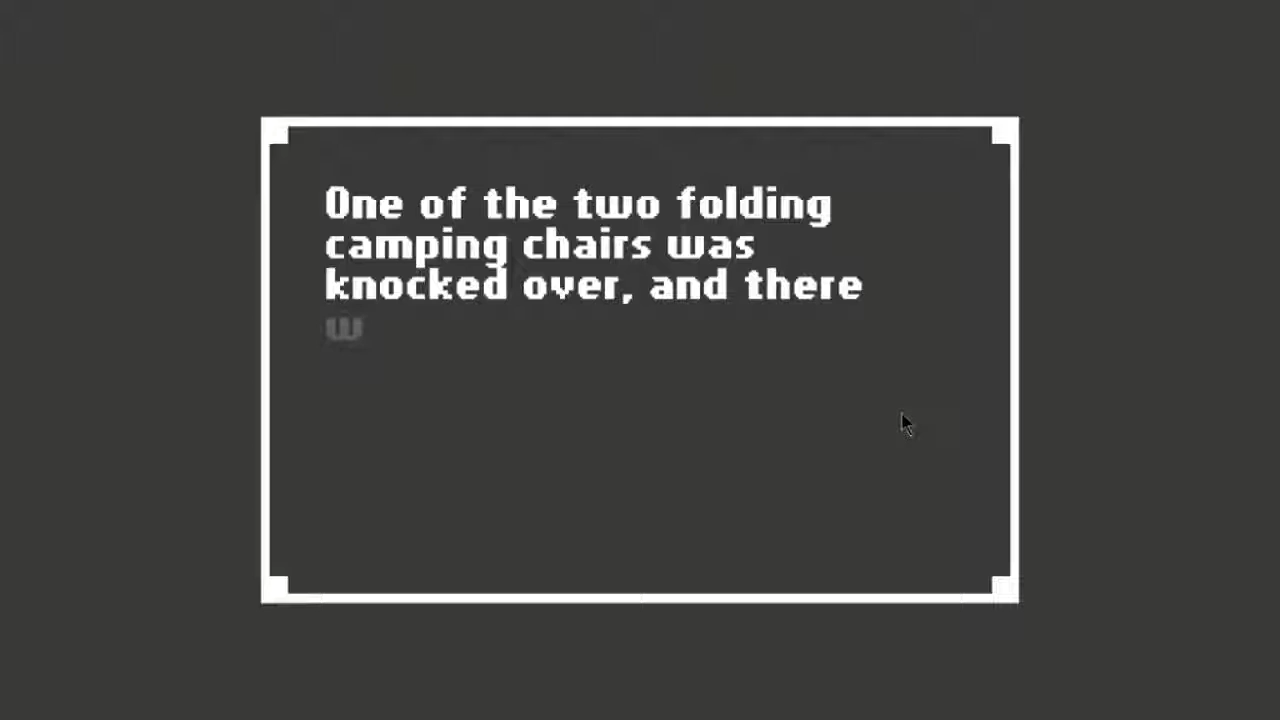 One of the two folding
camping chairs was
knocked over, and there
w